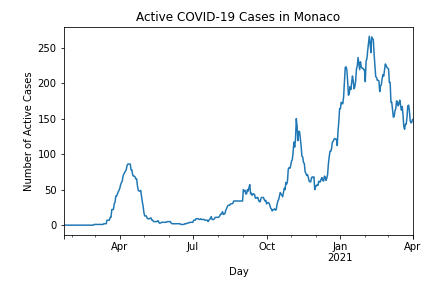 Active COVID-19 Cases in Monaco
Number of Active Cases
250
200
150
100
50
0
Apr Jul Oct Jan Apr
2021
Day